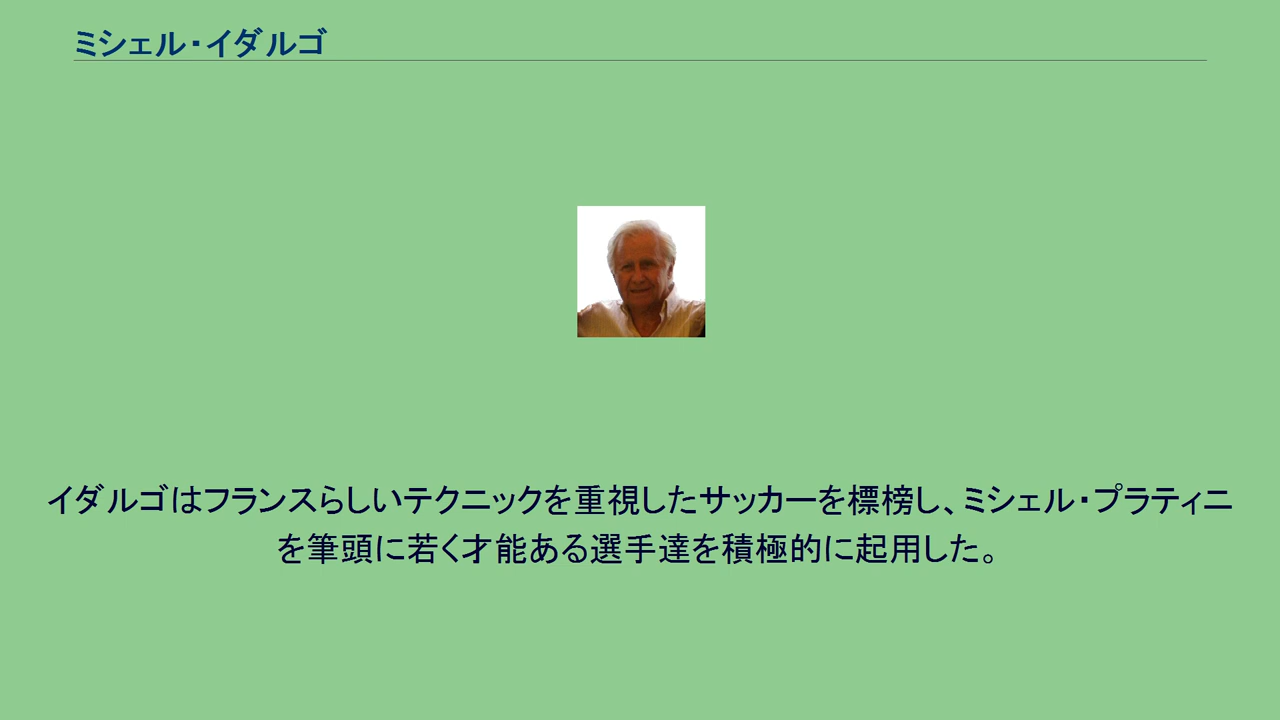 ミシェル・イダルゴ
イダルゴはフランスらしいテクニックを重視したサッカーを標榜し、ミシェル・プラティニ
を筆頭に若く才能ある選手達を積極的に起用した。